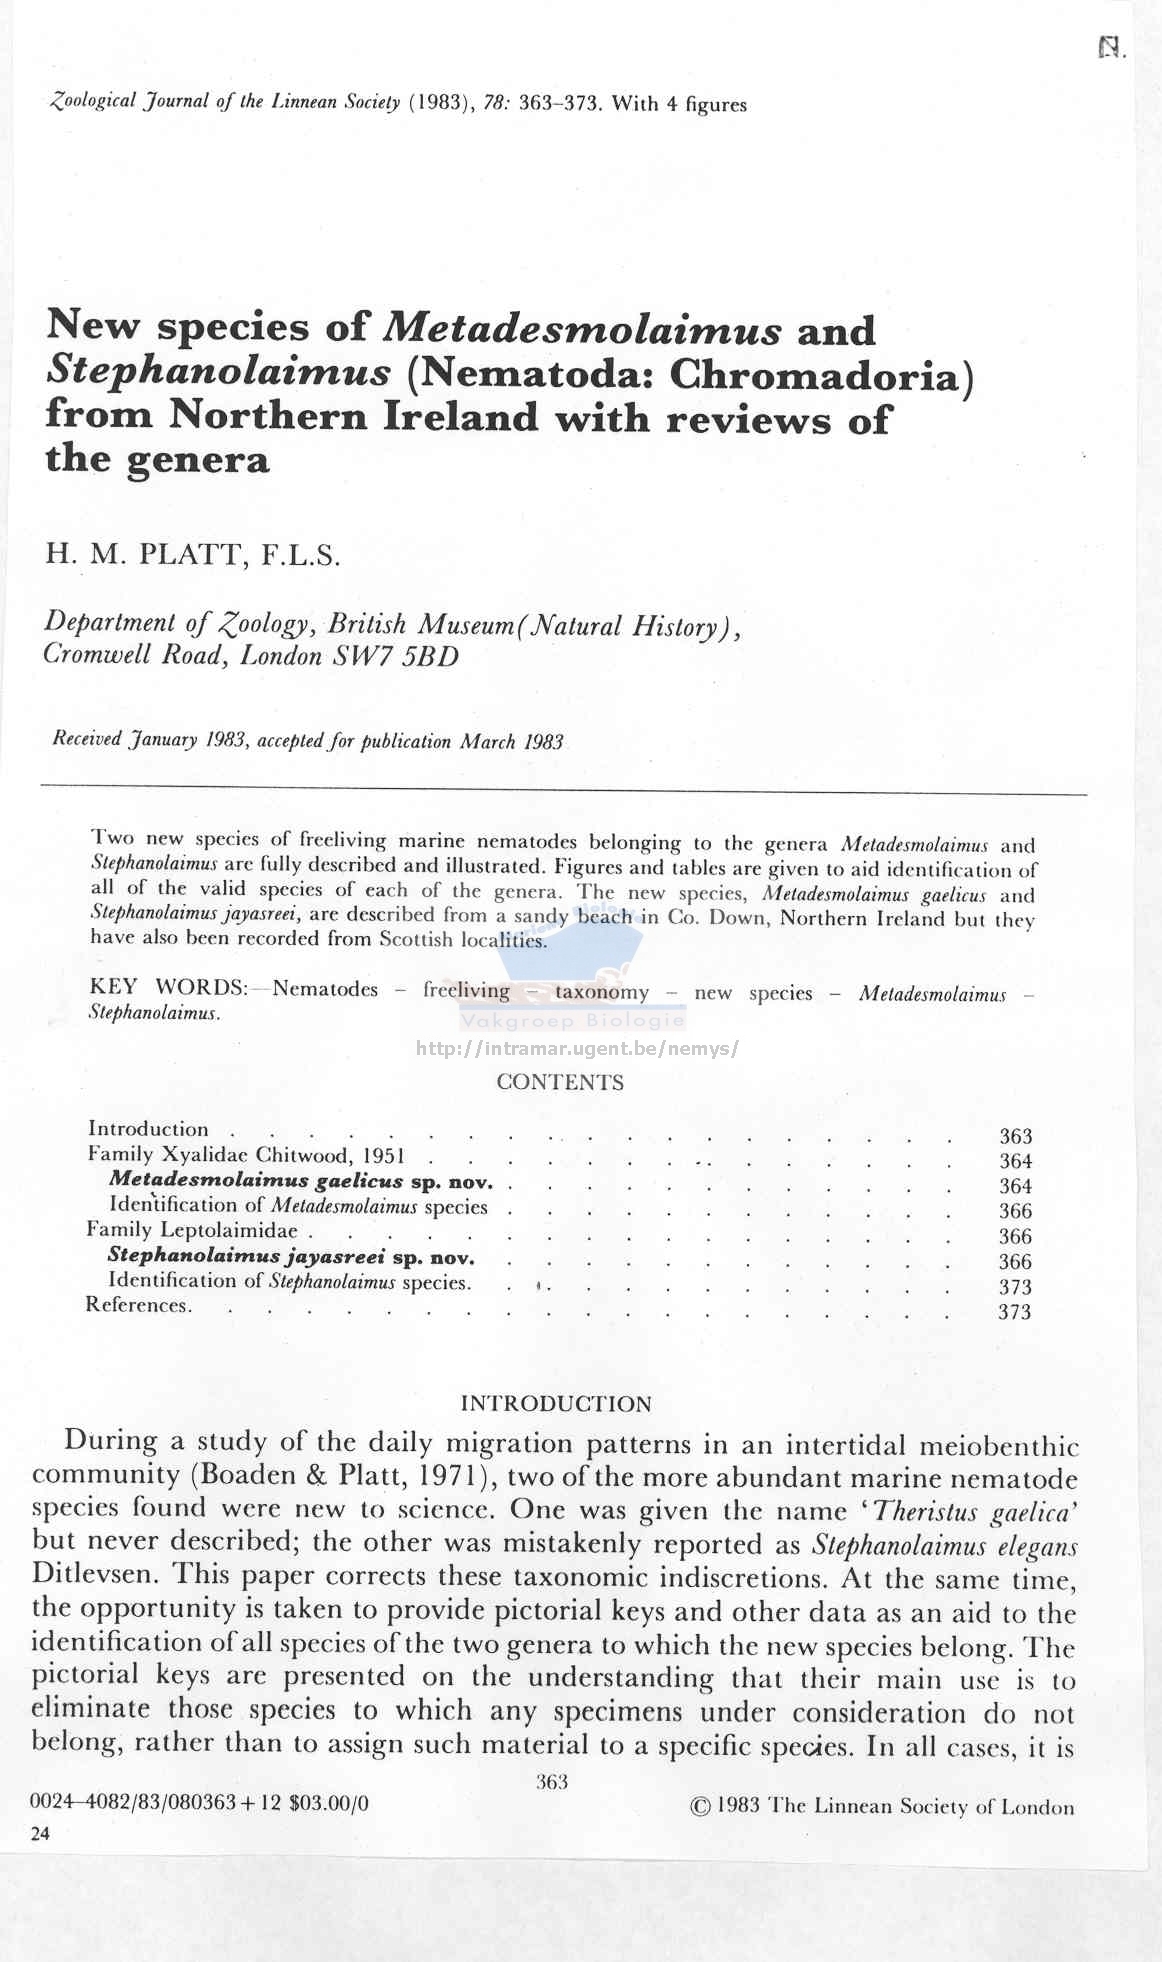 N.
Zoological Journal of the Linnean Society (1983), 78: 363–373. With 4 figures
New species of Metadesmolaimus and
Stephanolaimus (Nematoda: Chromadoria)
from Northern Ireland with reviews of
the genera
H. M. PLATT, F.L.S.
Department of Zoology, British Museum (Natural History),
Cromwell Road, London SW7 5BD
Received January 1983, accepted for publication March 1983
Two new species of freeliving marine nematodes belonging to the genera Metadesmolaimus and
Stephanolaimus are fully described and illustrated. Figures and tables are given to aid identification of
all of the valid species of each of the genera. The new species, Metadesmolaimus gaelicus and
Stephanolaimus jayasreei, are described from a sandy beach in Co. Down, Northern Ireland but they
have also been recorded from Scottish localities.
KEY WORDS:—Nematodes – freeliving – taxonomy – new species – Metadesmolaimus –
Stephanolaimus.
Vakgroep Biologie
http://intramar.ugent.be/nemys/
CONTENTS
Introduction . . . . . . . . . . . . . . . . . . . 363
Family Xyalidae Chitwood, 1951 . . . . . . . . . . . . . . 364
Metadesmolaimus gaelicus sp. nov. . . . . . . . . . . . . 364
Identification of Metadesmolaimus species . . . . . . . . . . . . 366
Family Leptolaimidae . . . . . . . . . . . . . . . . . 366
Stephanolaimus jayasreei sp. nov. . . . . . . . . . . . . 366
Identification of Stephanolaimus species. . . . . . . . . . . . . 373
References. . . . . . . . . . . . . . . . . . . . 373
INTRODUCTION
During a study of the daily migration patterns in an intertidal meiobenthic
community (Boaden & Platt, 1971), two of the more abundant marine nematode
species found were new to science. One was given the name ‘Theristus gaelica’
but never described; the other was mistakenly reported as Stephanolaimus elegans
Ditlevsen. This paper corrects these taxonomic indiscretions. At the same time,
the opportunity is taken to provide pictorial keys and other data as an aid to the
identification of all species of the two genera to which the new species belong. The
pictorial keys are presented on the understanding that their main use is to
eliminate those species to which any specimens under consideration do not
belong, rather than to assign such material to a specific species. In all cases, it is
363
0024–4082/83/080363 + 12 $03.00/0
© 1983 The Linnean Society of London
24